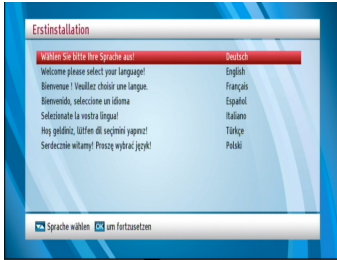 Erstinstallation
Wählen Sie bitte Ihre Sprache aus! Deutsch
Welcome please select your language! English
Bienvenue ! Veuillez choisir une langue. Français
Bienvenido, seleccione un idioma Español
Selezionate la vostra lingua! Italiano
Hoş geldiniz, lütfen dil seçimini yapınız! Türkçe
Serdecznie witamy! Proszę wybrać język! Polski
Sprache wählen OK um fortzusetzen